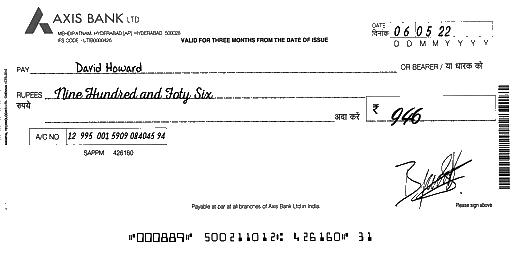 AXIS BANK LTD
MEHDIPATNAM, HYDERABAD[AP] HYDERABAD 500028
IFS CODE - UTIB0000426
VALID FOR THREE MONTHS FROM THE DATE OF ISSUE
DATE
दिनांक 06 05 22
D D M M Y Y Y Y
PAY David Howard OR BEARER / या धारक को
RUPEES Nine Hundred and Foty Six
रुपये अदा करें ₹ 946
A/C NO 12 995 001 5909 084045 94
SAPPM 426160
Payable at par at all branches of Axis Bank Ltd in India.
Please sign above
⑈000889⑈ 500211012⑆ 426160⑈ 31